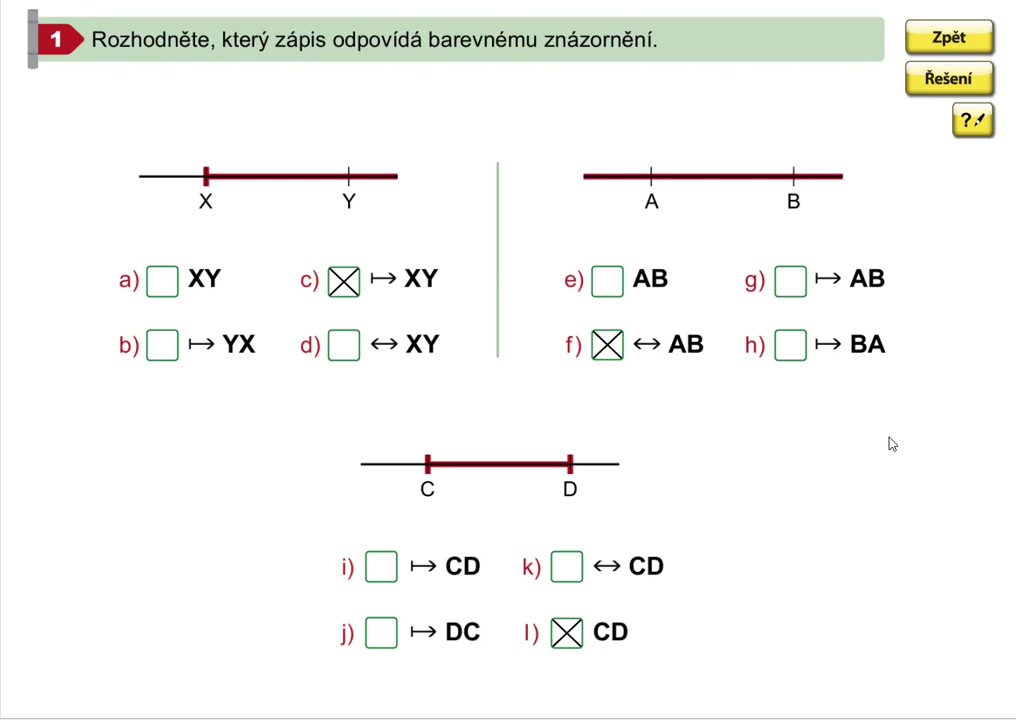 1 Rozhodněte, který zápis odpovídá barevnému znázornění.
Zpět
Řešení
?
X Y
a) XY c) ↦ XY
b) ↦ YX d) ↔ XY
A B
e) AB g) ↦ AB
f) ↔ AB h) ↦ BA
C D
i) ↦ CD k) ↔ CD
j) ↦ DC l) CD